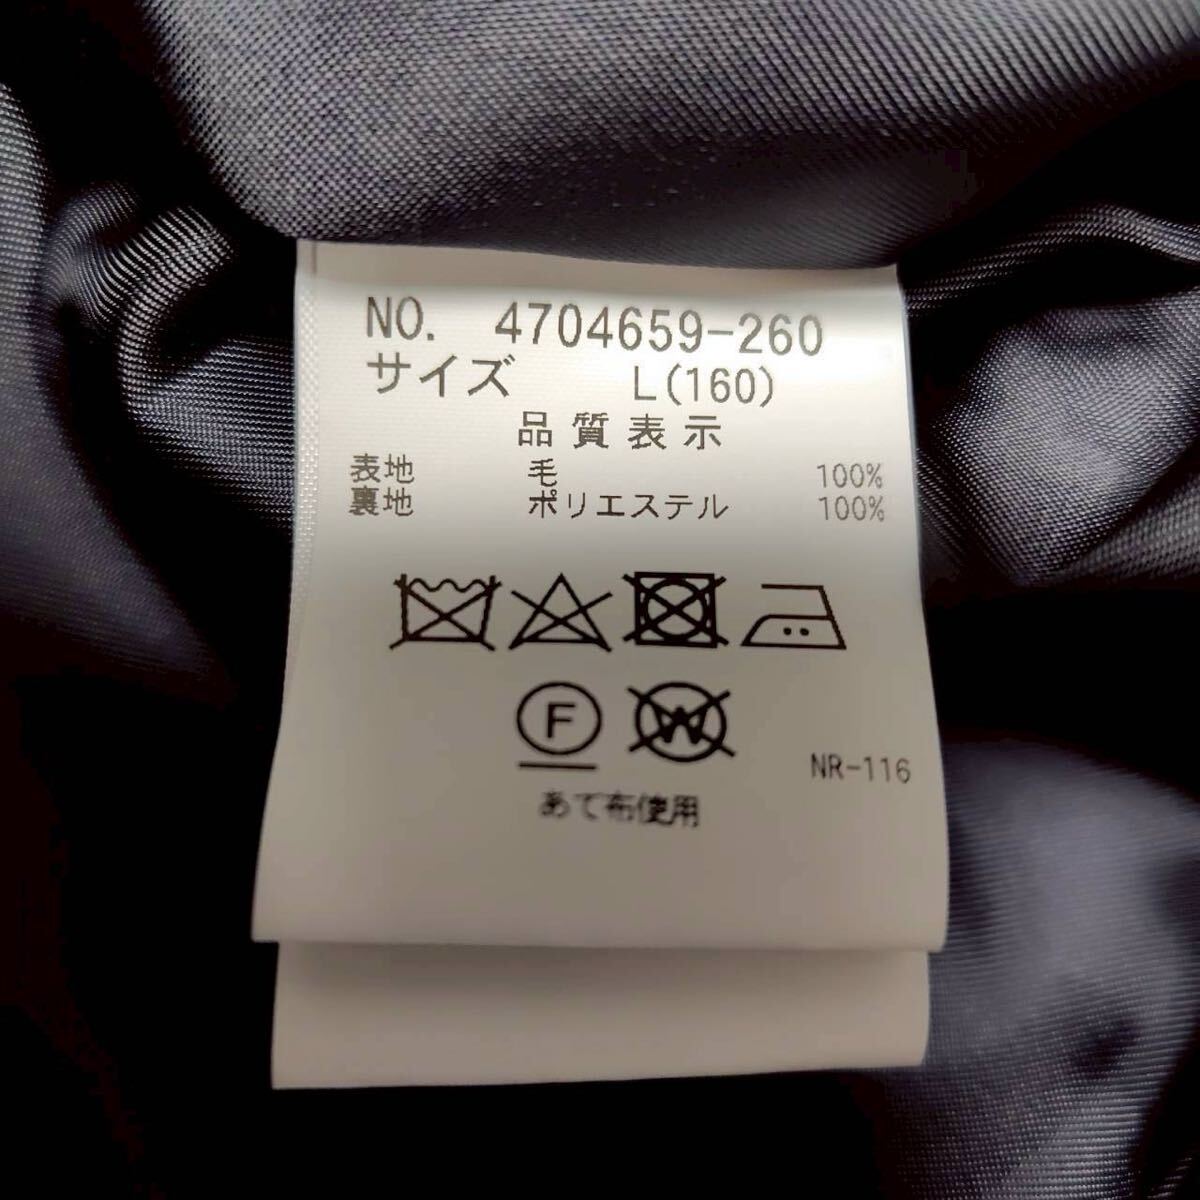 NO. 4704659-260
サイズ L(160)
品質表示
表地 毛 100%
裏地 ポリエステル 100%
F W
NR-116
あて布使用